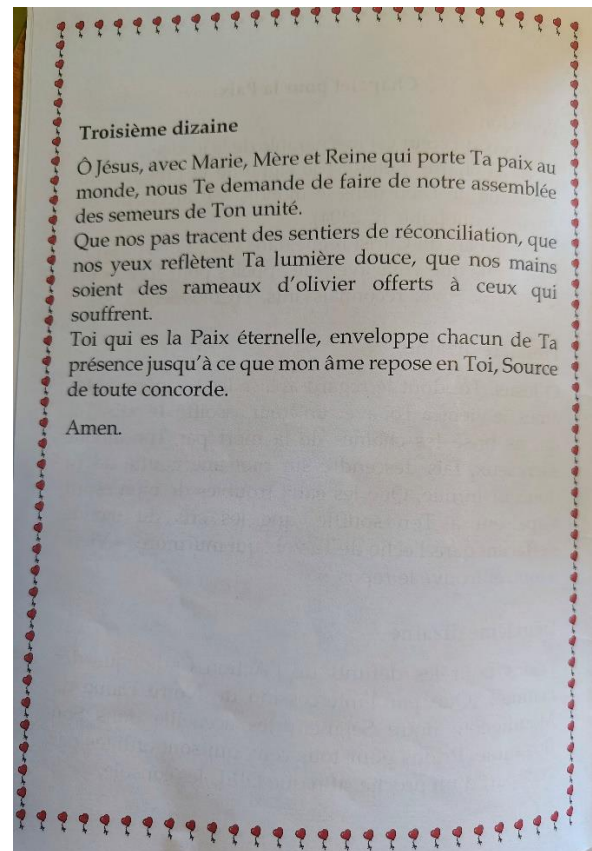 Troisième dizaine
Ô Jésus, avec Marie, Mère et Reine qui porte Ta paix au
monde, nous Te demande de faire de notre assemblée
des semeurs de Ton unité.
Que nos pas tracent des sentiers de réconciliation, que
nos yeux reflètent Ta lumière douce, que nos mains
soient des rameaux d'olivier offerts à ceux qui
souffrent.
Toi qui es la Paix éternelle, enveloppe chacun de Ta
présence jusqu'à ce que mon âme repose en Toi, Source
de toute concorde.
Amen.